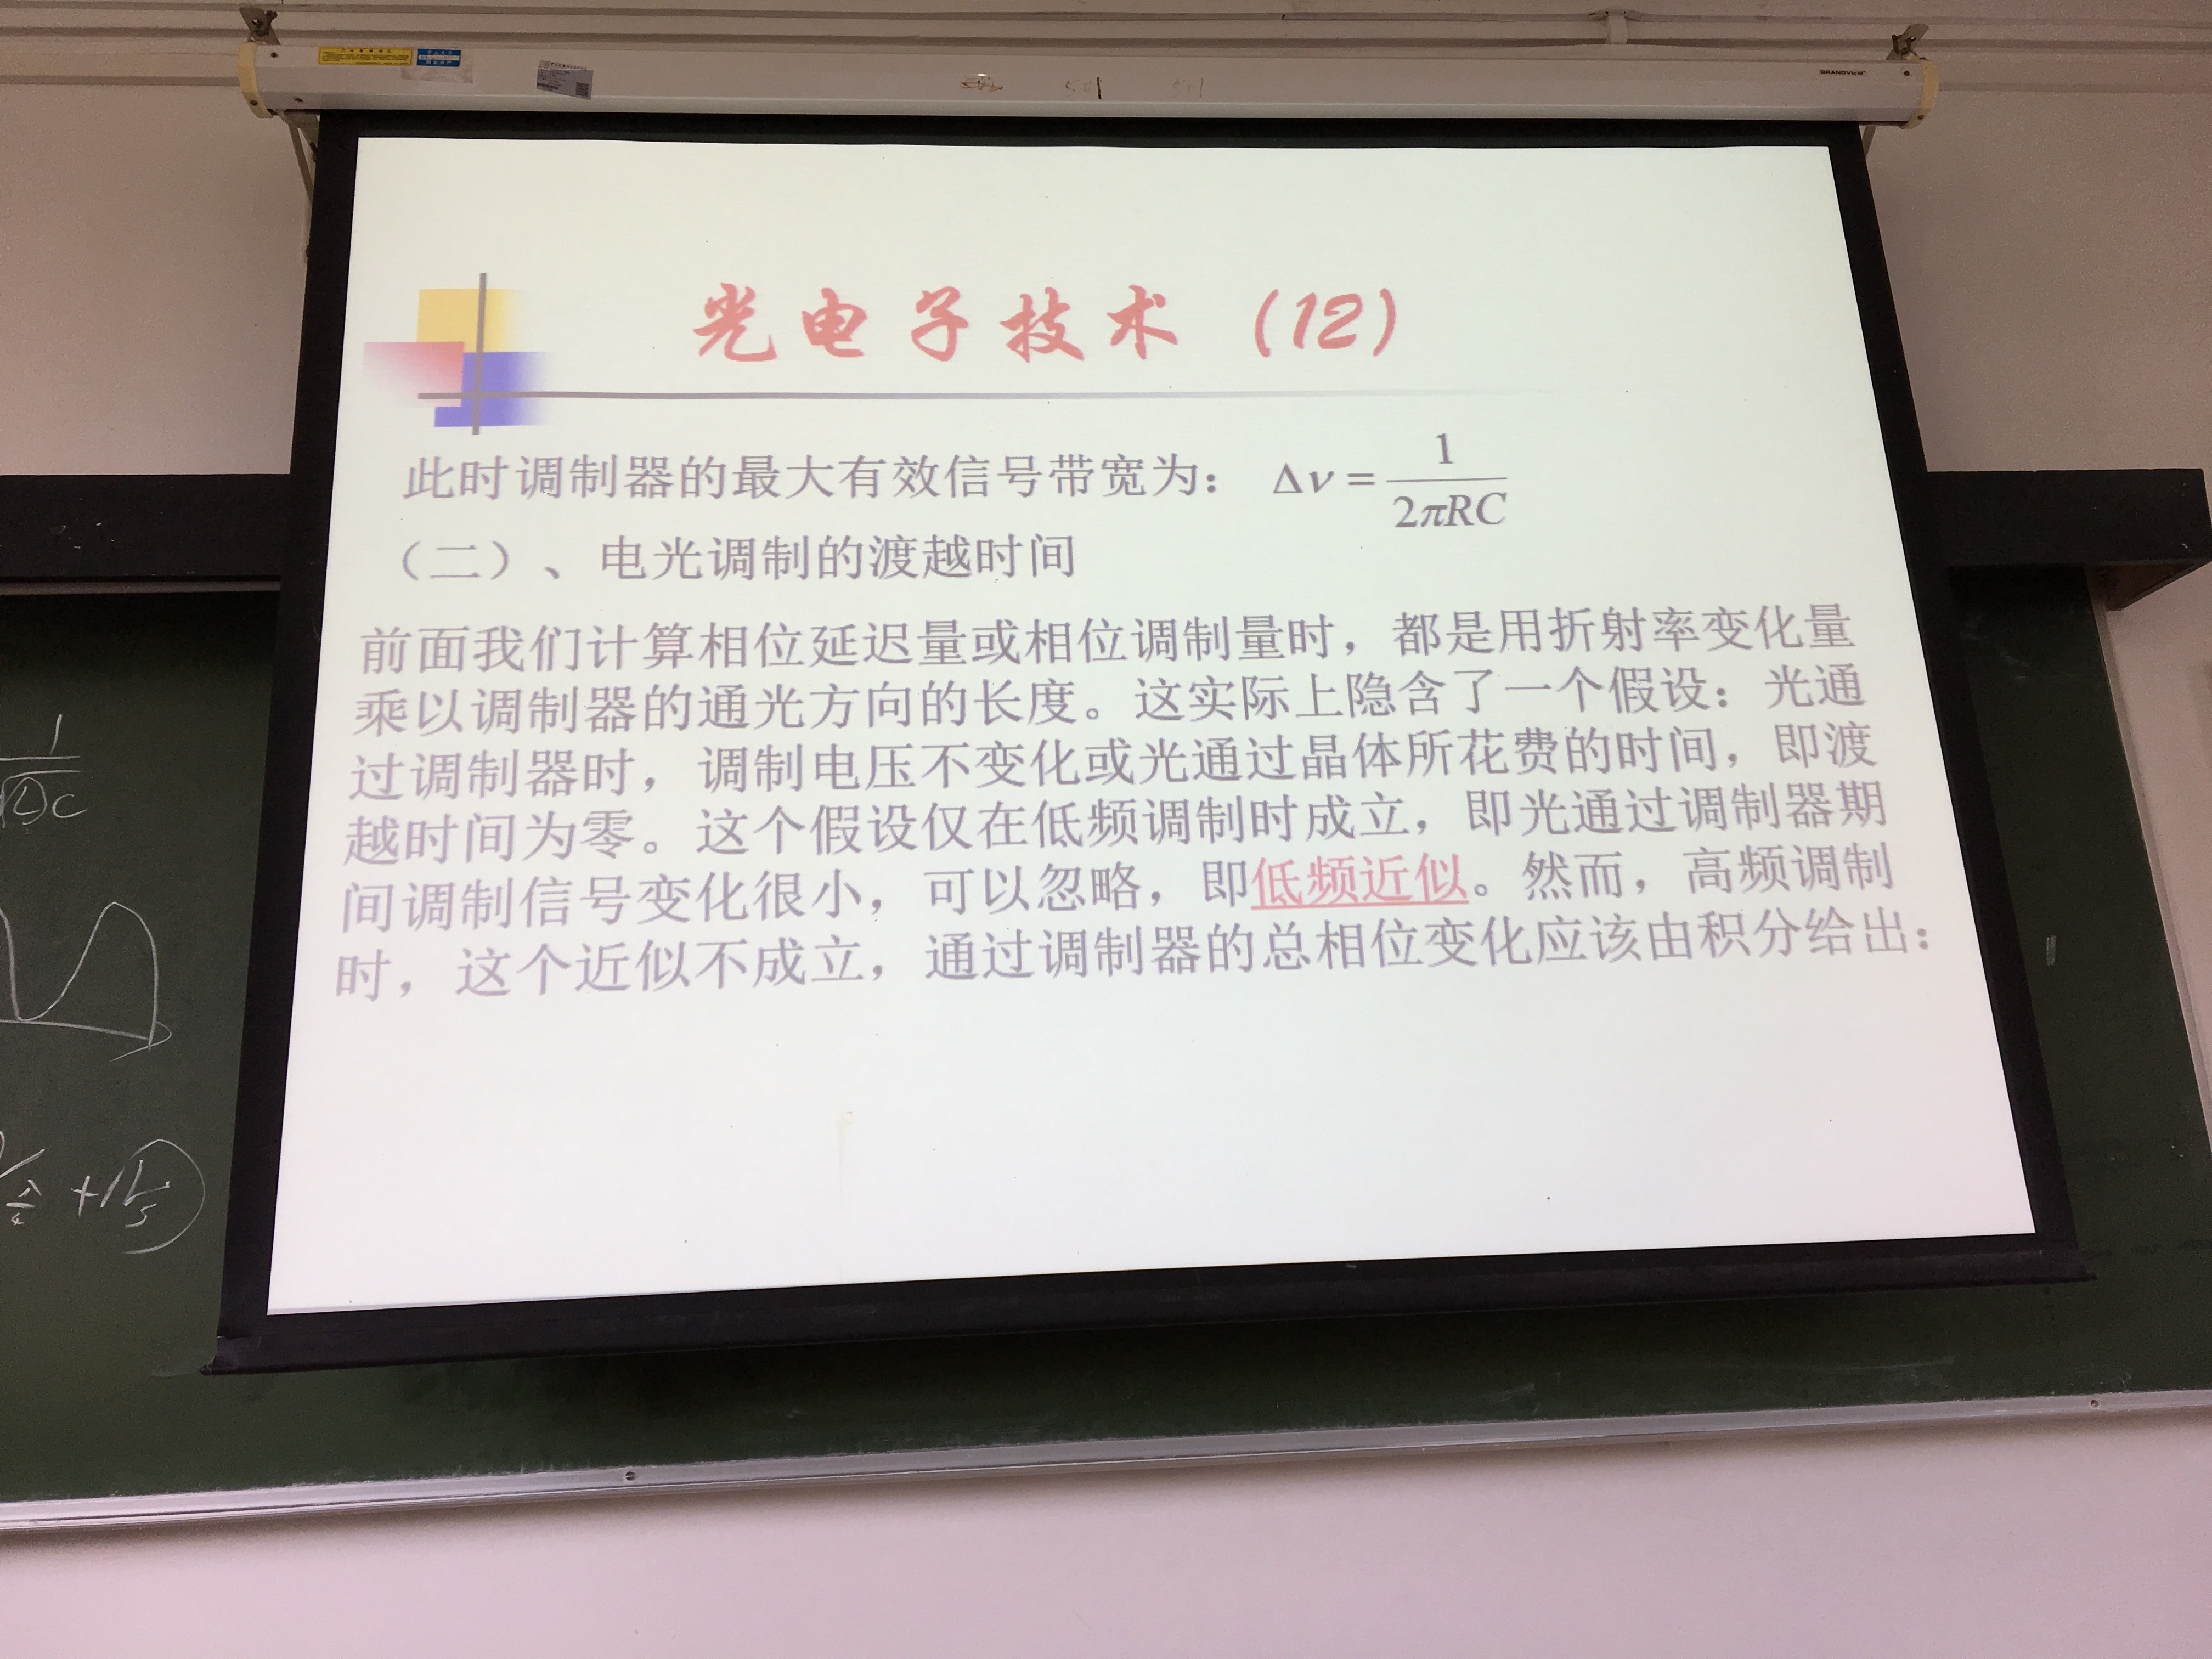 GRANDVIEW
光电子技术（12）
此时调制器的最大有效信号带宽为： Δν = 1/(2πRC)
（二）、电光调制的渡越时间
前面我们计算相位延迟量或相位调制量时，都是用折射率变化量
乘以调制器的通光方向的长度。这实际上隐含了一个假设：光通
过调制器时，调制电压不变化或光通过晶体所花费的时间，即渡
越时间为零。这个假设仅在低频调制时成立，即光通过调制器期
间调制信号变化很小，可以忽略，即低频近似。然而，高频调制
时，这个近似不成立，通过调制器的总相位变化应该由积分给出：